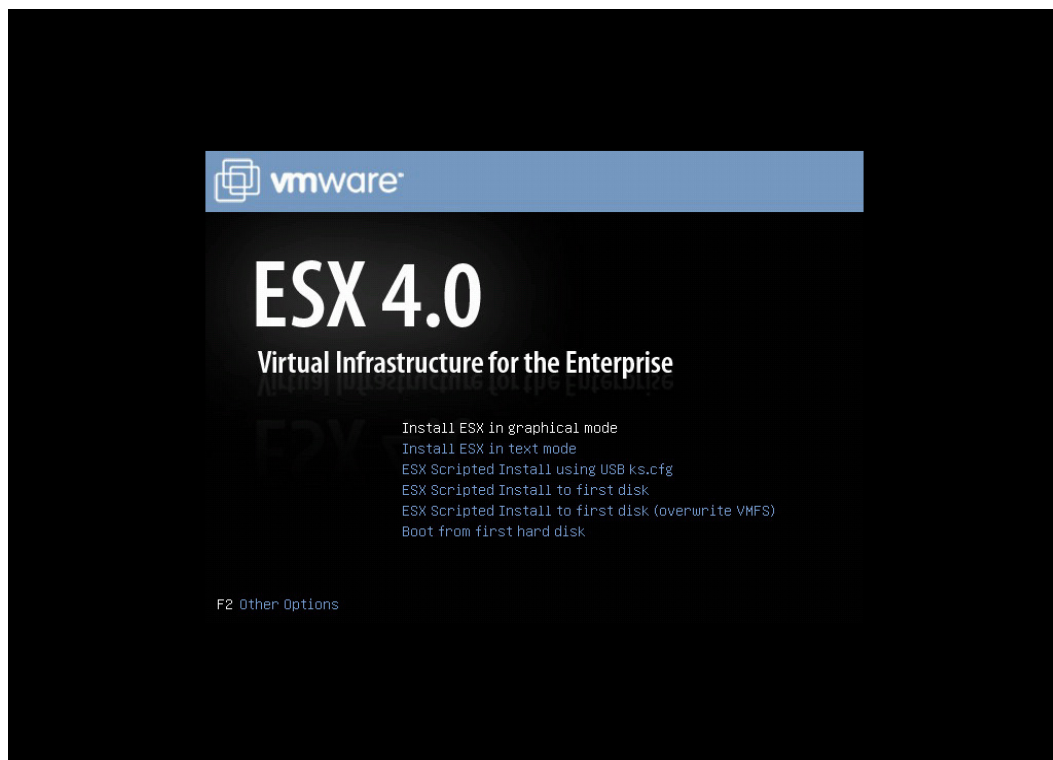 vmware
ESX 4.0
Virtual Infrastructure for the Enterprise
Install ESX in graphical mode
Install ESX in text mode
ESX Scripted Install using USB ks.cfg
ESX Scripted Install to first disk
ESX Scripted Install to first disk (overwrite VMFS)
Boot from first hard disk
F2 Other Options